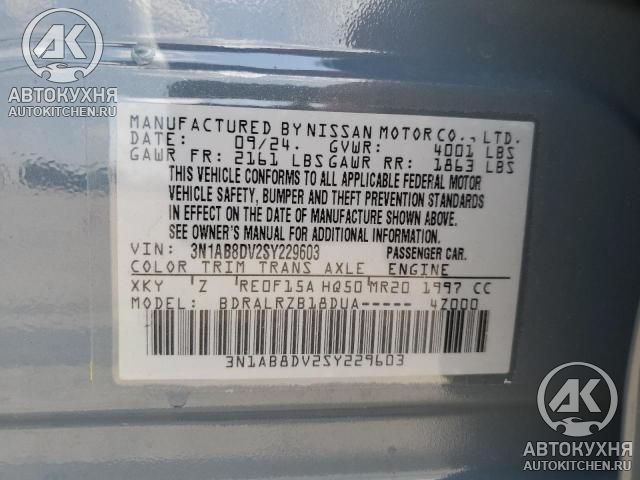 АК
АВТОКУХНЯ
AUTOKITCHEN.RU
MANUFACTURED BY NISSAN MOTOR CO., LTD.
DATE: 09/24. GVWR: 4001 LBS
GAWR FR: 2161 LBS GAWR RR: 1863 LBS
THIS VEHICLE CONFORMS TO ALL APPLICABLE FEDERAL MOTOR
VEHICLE SAFETY, BUMPER AND THEFT PREVENTION STANDARDS
IN EFFECT ON THE DATE OF MANUFACTURE SHOWN ABOVE.
SEE OWNER'S MANUAL FOR ADDITIONAL INFORMATION.
VIN: 3N1AB8DV2SY229603 PASSENGER CAR.
COLOR TRIM TRANS AXLE ENGINE
XKY Z RE0F15A HQ50 MR20 1997 CC
MODEL: BDRALRZB18DUA----- 4Z000
3N1AB8DV2SY229603
АК
АВТОКУХНЯ
AUTOKITCHEN.RU